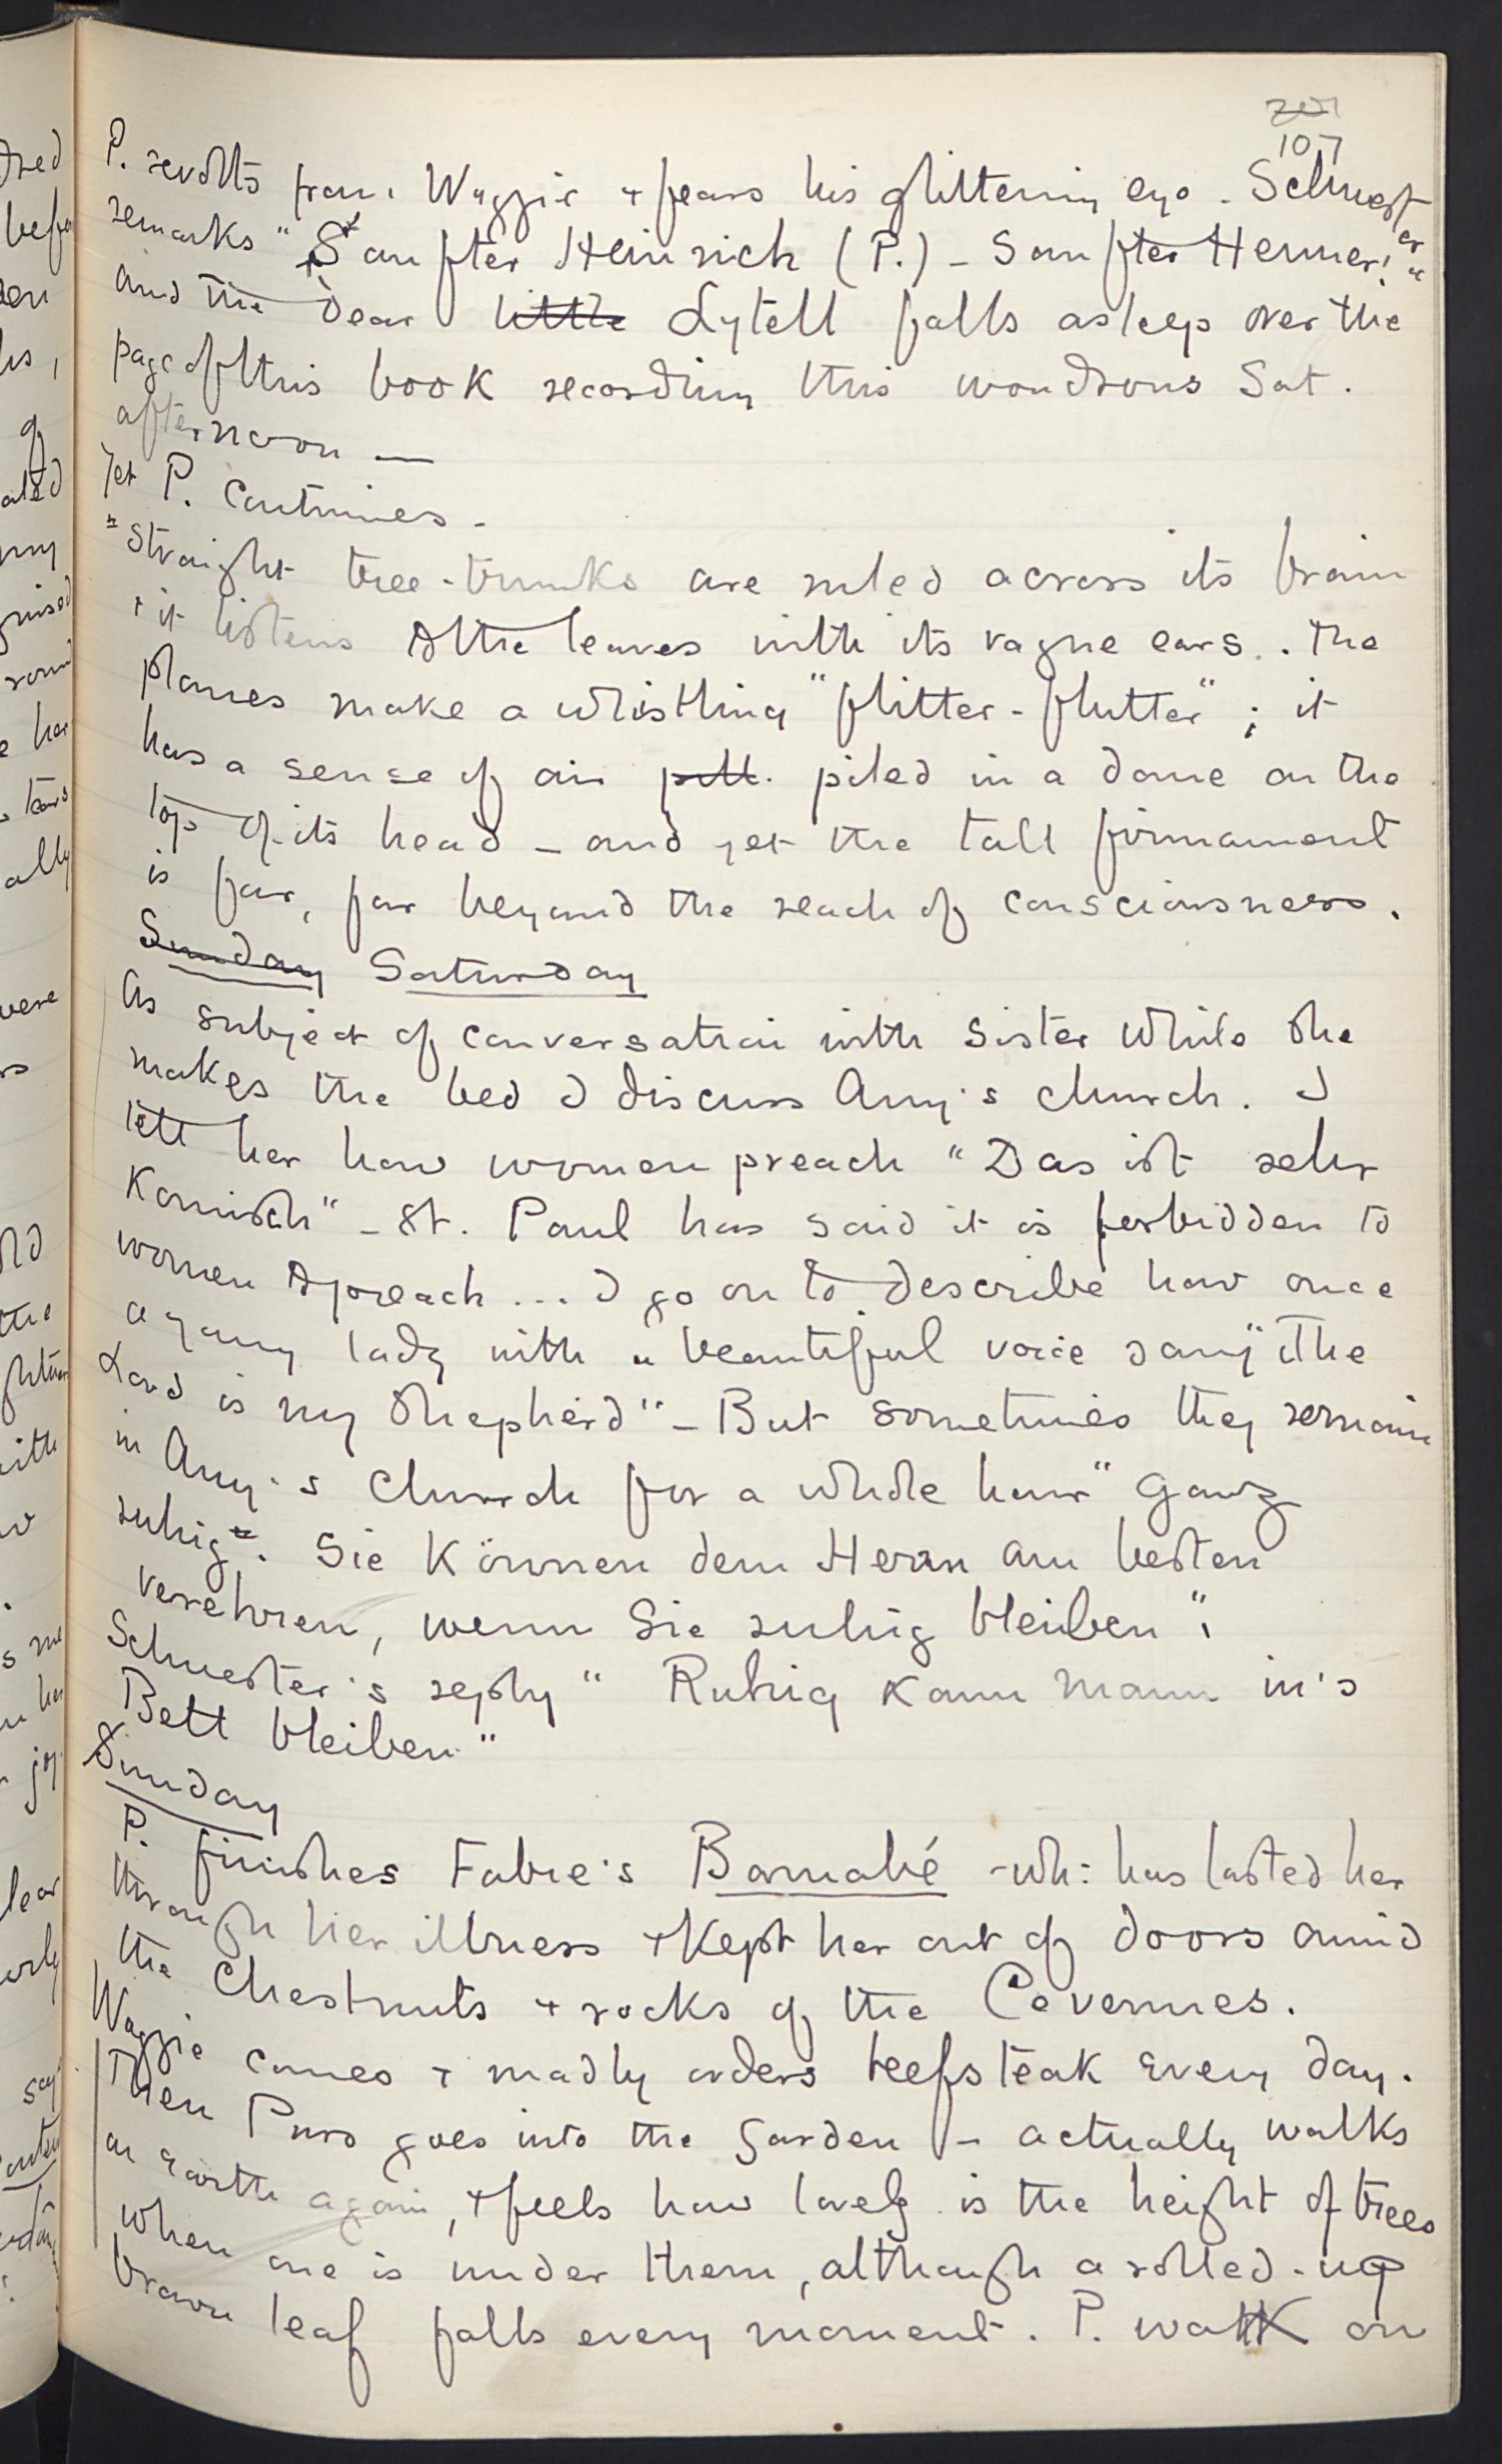 107
P. revolts from Waggie + fears his glittering eye. Schwester
remarks "Sanfter Heinrich (P.) – Sanfter Henner!"
and the dear little Lytell falls asleep over the
page of this book recording this wondrous Sat.
afternoon —
Yet P. continues –
"Straight tree-trunks are ruled across its brain
+ it listens to the leaves with its vague ears. . The
planes make a whistling "flitter-flutter"; it
has a sense of air piled in a dome on the
top of its head – and yet the tall firmament
is far, far beyond the reach of consciousness.
Sunday Saturday
As subject of conversation with Sister while she
makes the bed I discuss Amy's church. I
tell her how women preach "Das ist sehr
Komisch" – St. Paul has said it is forbidden to
women to preach ... I go on to describe how once
a young lady with a beautiful voice sang "The
Lord is my Shepherd" – But sometimes they remain
in Amy's Church for a whole hour "Ganz
ruhig". Sie können dem Herrn am besten
verehren, wenn Sie ruhig bleiben".
Schwester's reply "Ruhig kann mann in's
Bett bleiben."
Sunday
P. finishes Fabre's Barnabé – wh: has lasted her
through her illness + kept her out of doors amid
the Chestnuts + rocks of the Cevennes.
Waggie comes + madly orders beefsteak every day.
Then Puss goes into the garden – actually walks
on earth again, + feels how lovely is the height of trees
when one is under them, although a rolled-up
brown leaf falls every moment. P. walk on